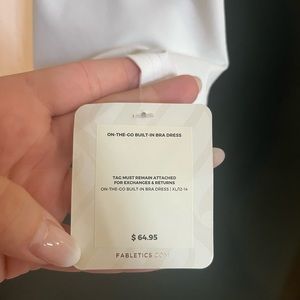 ON-THE-GO BUILT-IN BRA DRESS
TAG MUST REMAIN ATTACHED
FOR EXCHANGES & RETURNS
ON-THE-GO BUILT-IN BRA DRESS | XL/12-14
$ 64.95
FABLETICS.COM